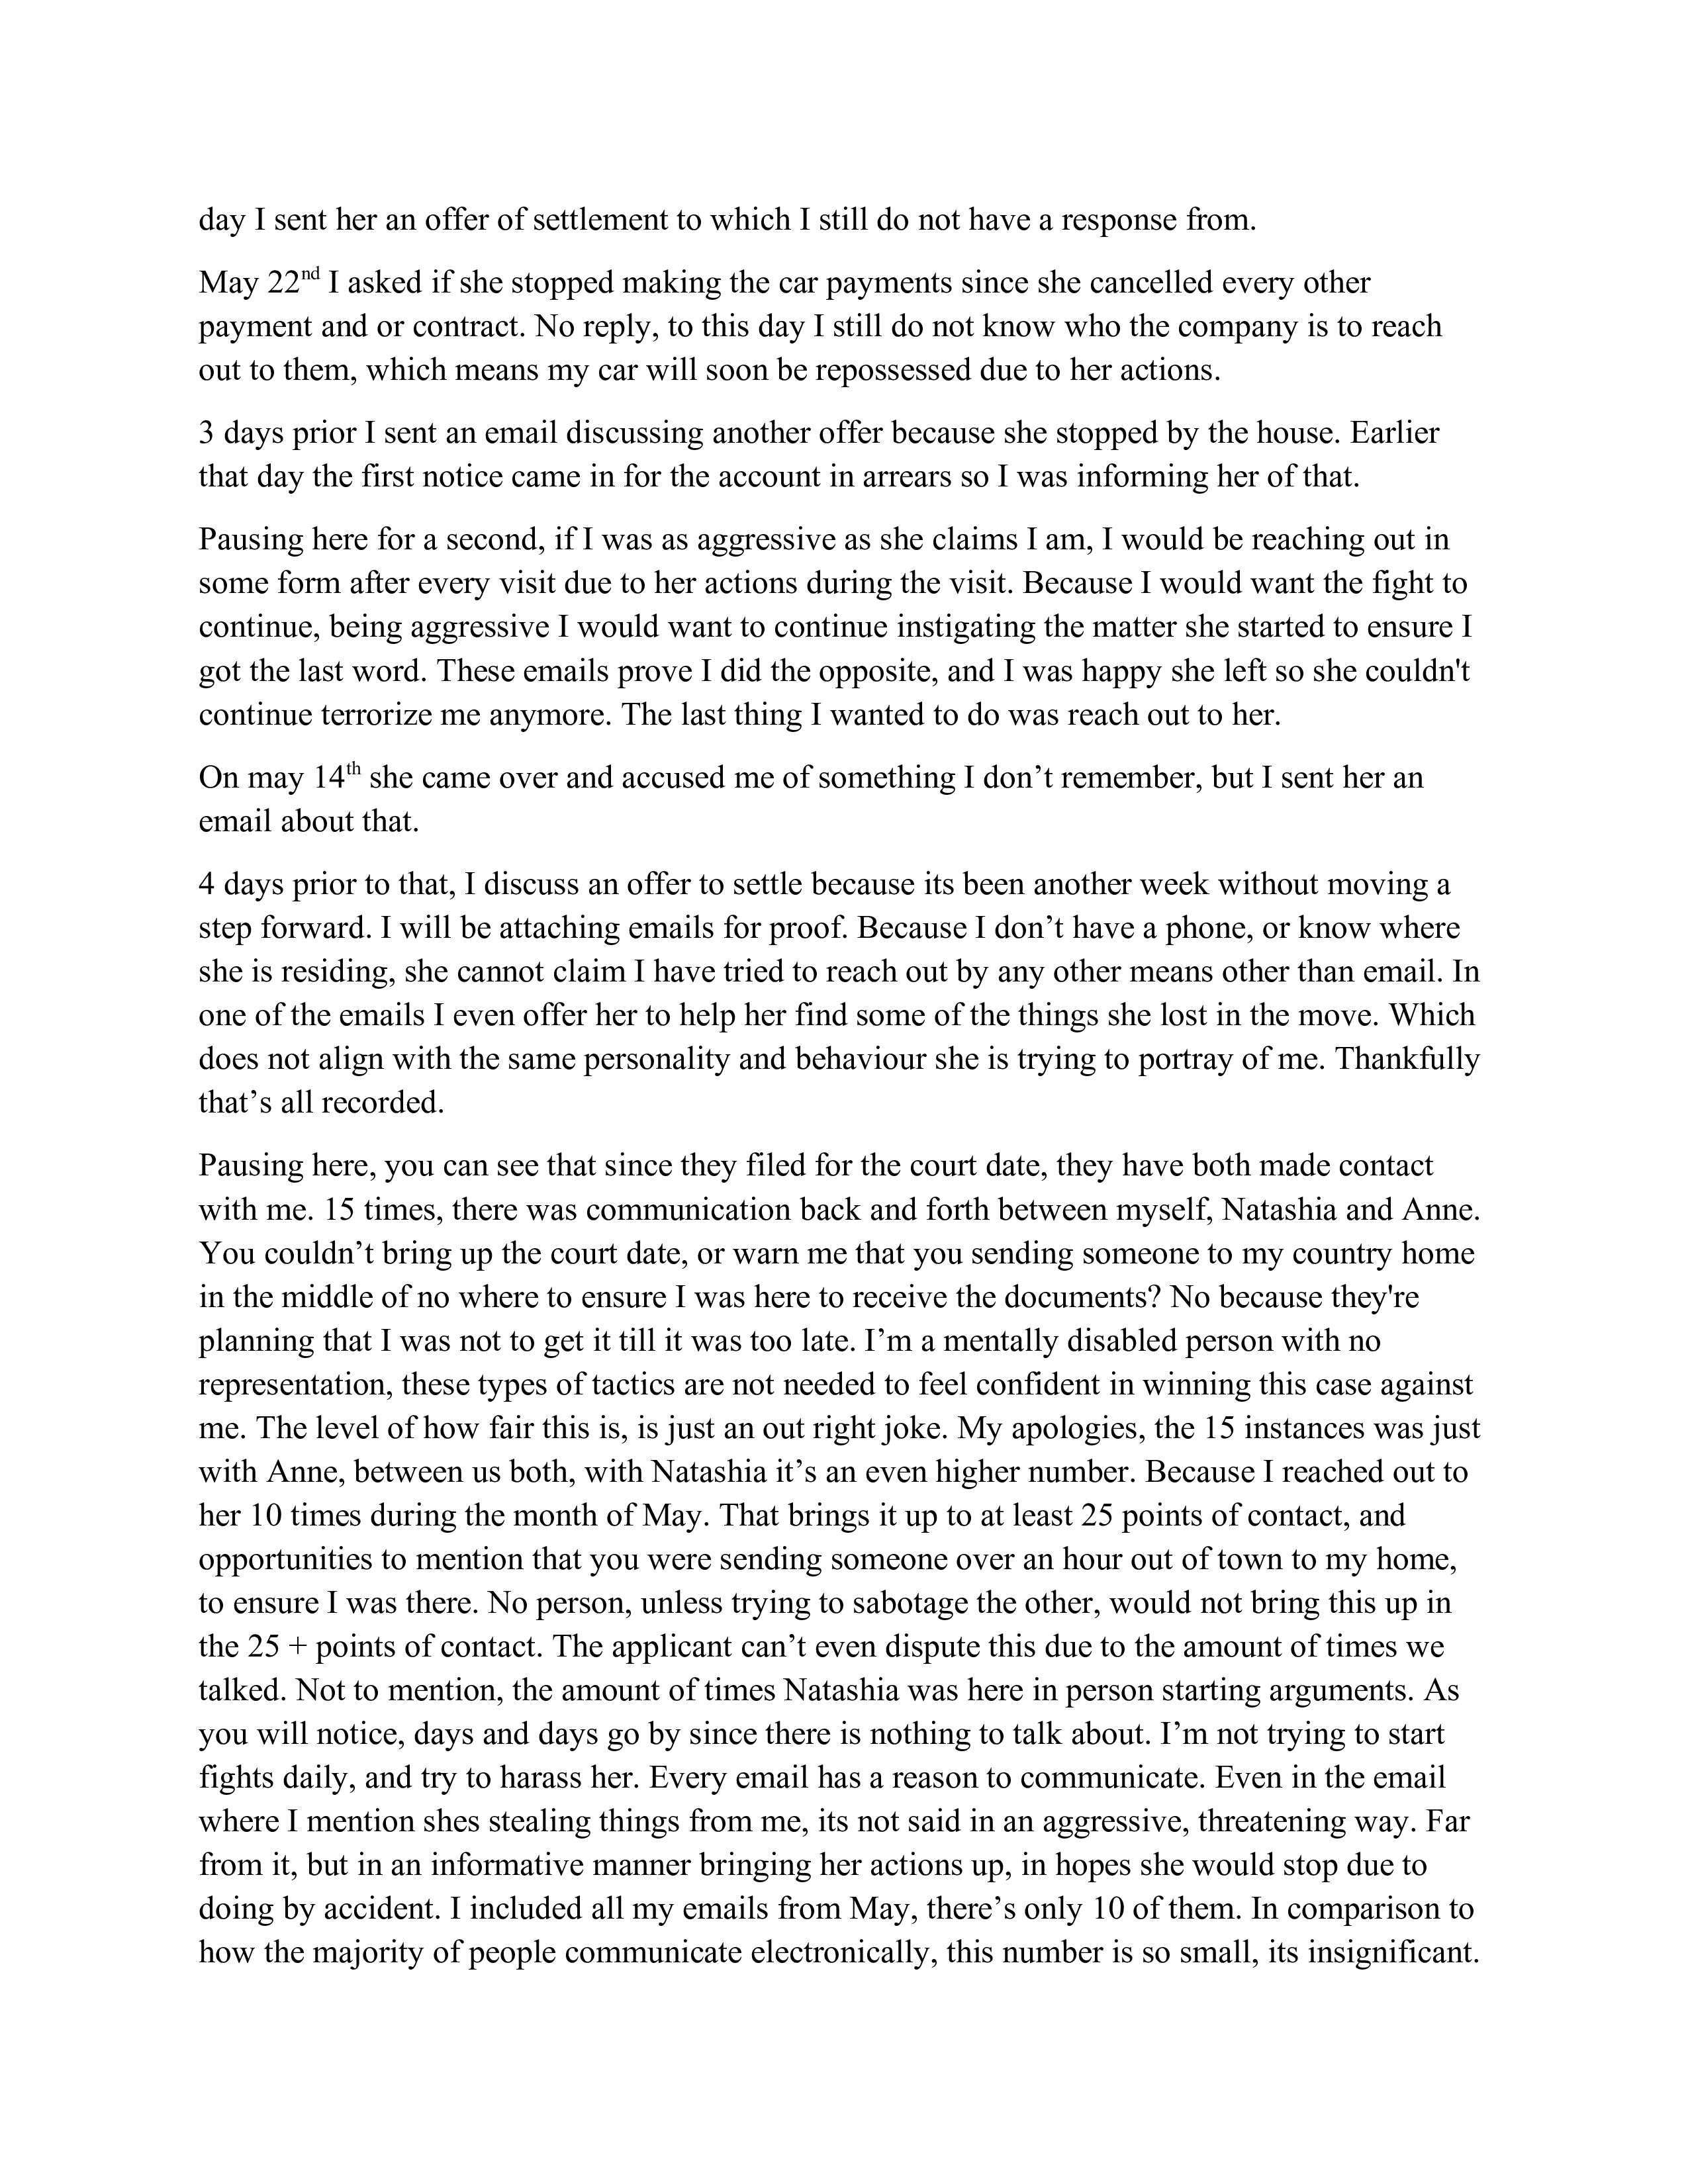 day I sent her an offer of settlement to which I still do not have a response from.
May 22nd I asked if she stopped making the car payments since she cancelled every other
payment and or contract. No reply, to this day I still do not know who the company is to reach
out to them, which means my car will soon be repossessed due to her actions.
3 days prior I sent an email discussing another offer because she stopped by the house. Earlier
that day the first notice came in for the account in arrears so I was informing her of that.
Pausing here for a second, if I was as aggressive as she claims I am, I would be reaching out in
some form after every visit due to her actions during the visit. Because I would want the fight to
continue, being aggressive I would want to continue instigating the matter she started to ensure I
got the last word. These emails prove I did the opposite, and I was happy she left so she couldn't
continue terrorize me anymore. The last thing I wanted to do was reach out to her.
On may 14th she came over and accused me of something I don’t remember, but I sent her an
email about that.
4 days prior to that, I discuss an offer to settle because its been another week without moving a
step forward. I will be attaching emails for proof. Because I don’t have a phone, or know where
she is residing, she cannot claim I have tried to reach out by any other means other than email. In
one of the emails I even offer her to help her find some of the things she lost in the move. Which
does not align with the same personality and behaviour she is trying to portray of me. Thankfully
that’s all recorded.
Pausing here, you can see that since they filed for the court date, they have both made contact
with me. 15 times, there was communication back and forth between myself, Natashia and Anne.
You couldn’t bring up the court date, or warn me that you sending someone to my country home
in the middle of no where to ensure I was here to receive the documents? No because they're
planning that I was not to get it till it was too late. I’m a mentally disabled person with no
representation, these types of tactics are not needed to feel confident in winning this case against
me. The level of how fair this is, is just an out right joke. My apologies, the 15 instances was just
with Anne, between us both, with Natashia it’s an even higher number. Because I reached out to
her 10 times during the month of May. That brings it up to at least 25 points of contact, and
opportunities to mention that you were sending someone over an hour out of town to my home,
to ensure I was there. No person, unless trying to sabotage the other, would not bring this up in
the 25 + points of contact. The applicant can’t even dispute this due to the amount of times we
talked. Not to mention, the amount of times Natashia was here in person starting arguments. As
you will notice, days and days go by since there is nothing to talk about. I’m not trying to start
fights daily, and try to harass her. Every email has a reason to communicate. Even in the email
where I mention shes stealing things from me, its not said in an aggressive, threatening way. Far
from it, but in an informative manner bringing her actions up, in hopes she would stop due to
doing by accident. I included all my emails from May, there’s only 10 of them. In comparison to
how the majority of people communicate electronically, this number is so small, its insignificant.